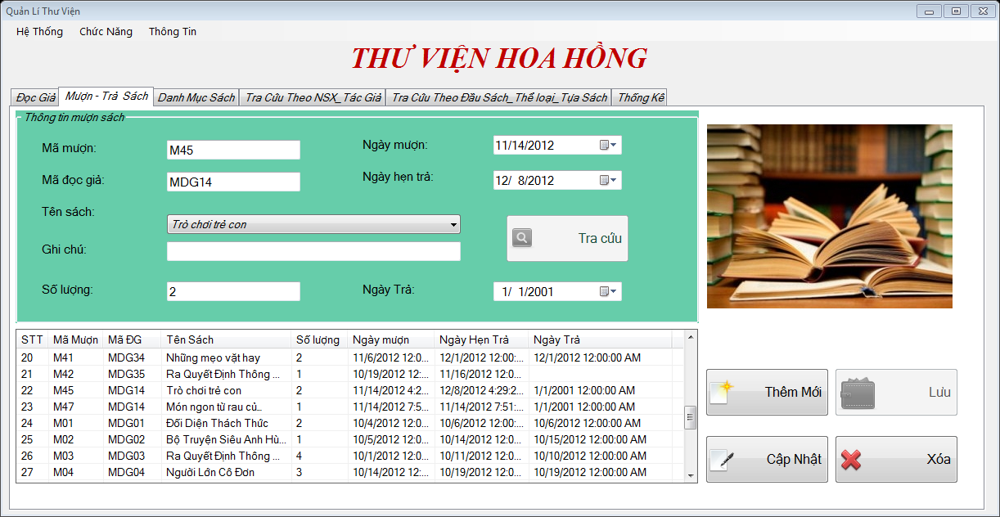 Quản Lí Thư Viện
Hệ Thống Chức Năng Thông Tin
THƯ VIỆN HOA HỒNG
Đọc Giả Mượn - Trả Sách Danh Mục Sách Tra Cứu Theo NSX_Tác Giả Tra Cứu Theo Đầu Sách_Thể loại_Tựa Sách Thống Kê
Thông tin mượn sách
Mã mượn: M45 Ngày mượn: 11/14/2012
Mã đọc giả: MDG14 Ngày hẹn trả: 12/ 8/2012
Tên sách: Trò chơi trẻ con
Tra cứu
Ghi chú:
Số lượng: 2 Ngày Trả: 1/ 1/2001
STT Mã Mượn Mã ĐG Tên Sách Số lượng Ngày mượn Ngày Hẹn Trả Ngày Trả
20 M41 MDG34 Những mẹo vặt hay 2 11/6/2012 12:0... 12/1/2012 12:00:... 12/1/2012 12:00:00 AM
21 M42 MDG35 Ra Quyết Định Thông ... 1 10/19/2012 12:... 11/16/2012 12:0...
22 M45 MDG14 Trò chơi trẻ con 2 11/14/2012 4:2... 12/8/2012 4:29:2... 1/1/2001 12:00:00 AM
23 M47 MDG14 Món ngon từ rau củ... 1 11/14/2012 7:5... 11/14/2012 7:51:... 1/1/2001 12:00:00 AM
24 M01 MDG01 Đối Diện Thách Thức 2 10/4/2012 12:0... 10/6/2012 12:00:... 10/6/2012 12:00:00 AM
25 M02 MDG02 Bộ Truyện Siêu Anh Hù... 1 10/5/2012 12:0... 10/14/2012 12:0... 10/15/2012 12:00:00 AM
26 M03 MDG03 Ra Quyết Định Thông ... 4 10/1/2012 12:0... 10/11/2012 12:0... 10/10/2012 12:00:00 AM
27 M04 MDG04 Người Lớn Cô Đơn 3 10/14/2012 12:... 10/19/2012 12:0... 10/19/2012 12:00:00 AM
Thêm Mới Lưu
Cập Nhật Xóa